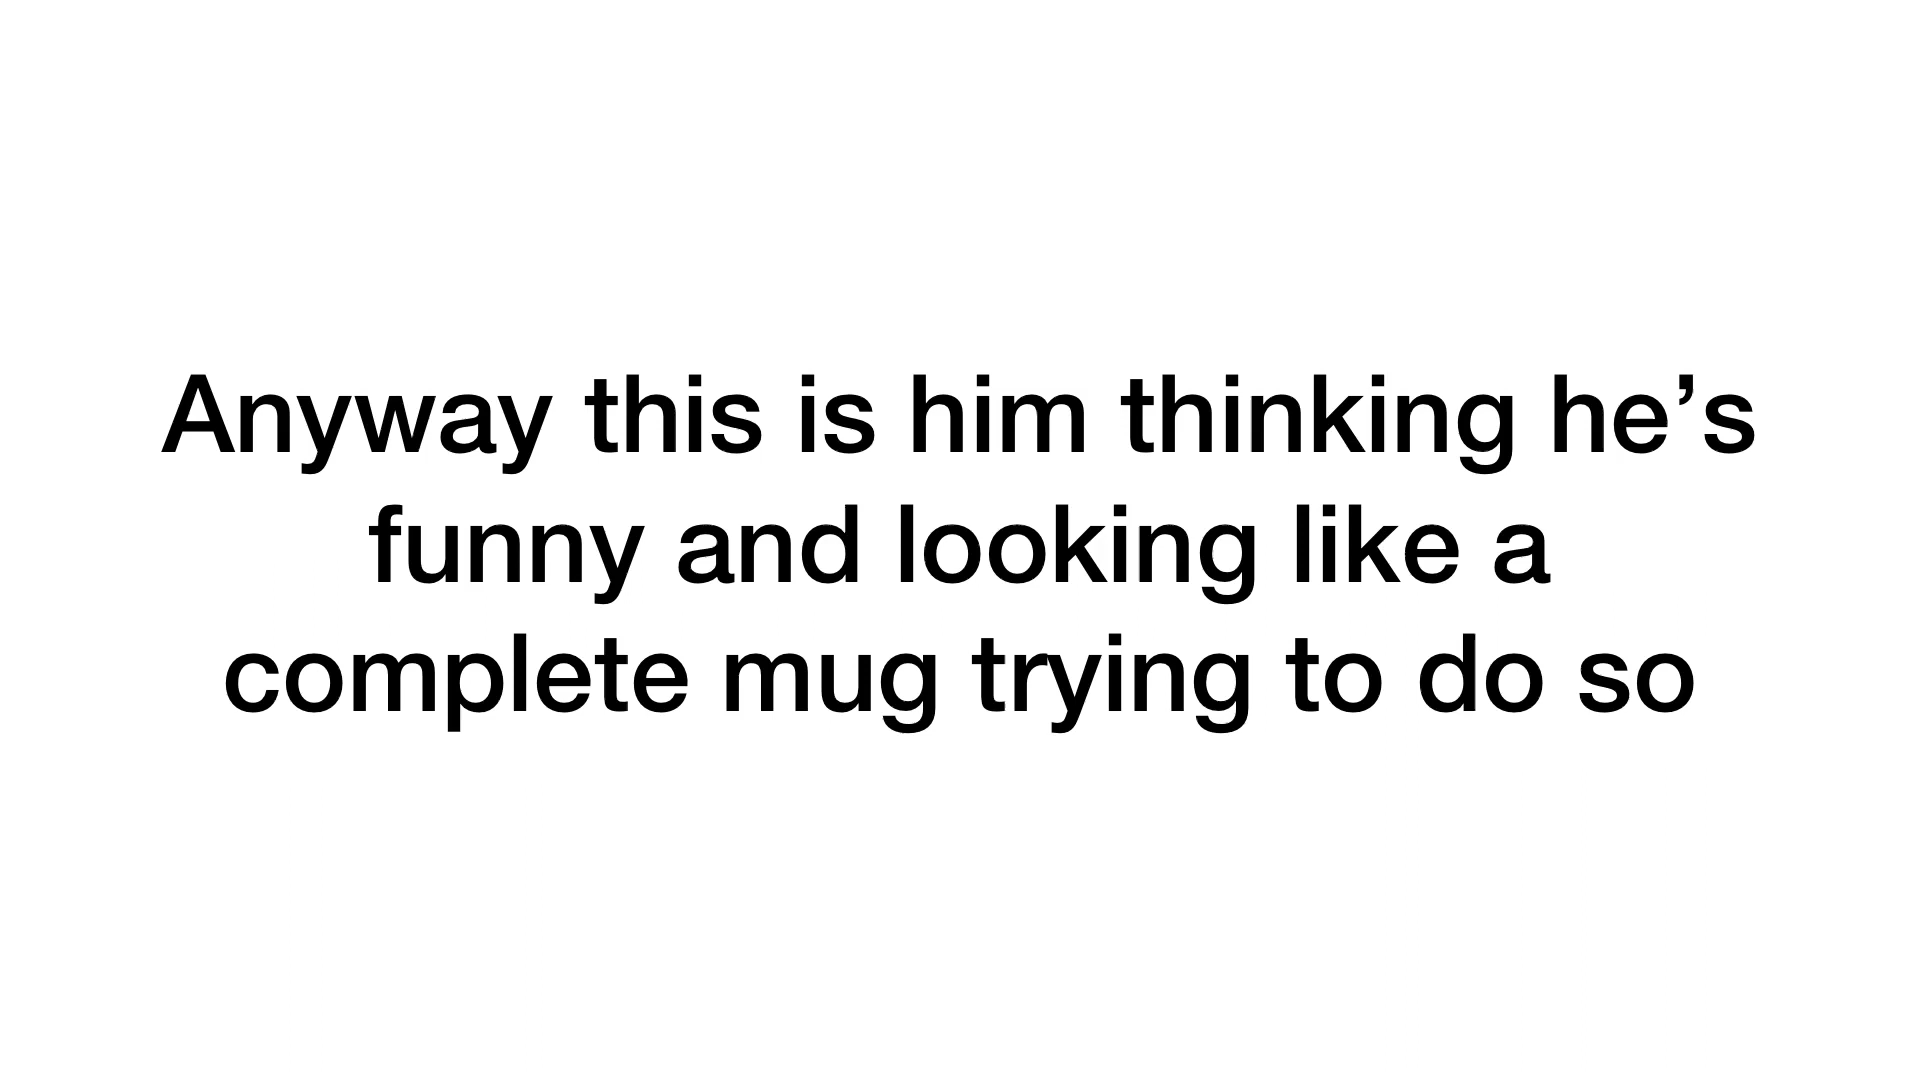 Anyway this is him thinking he’s
funny and looking like a
complete mug trying to do so